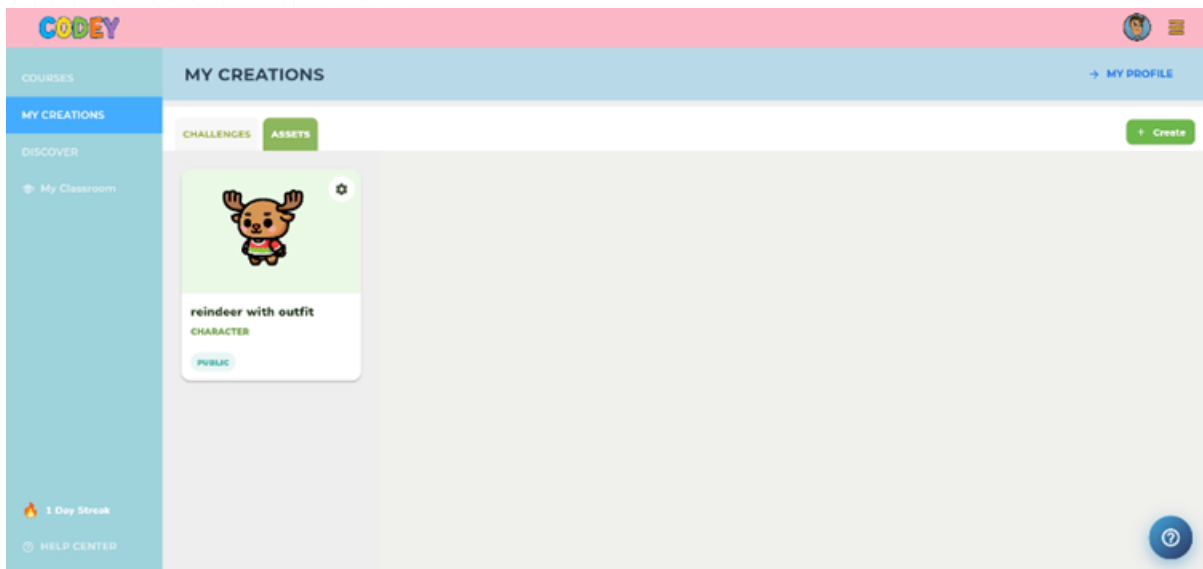 CODEY
COURSES
MY CREATIONS
DISCOVER
My Classroom
1 Day Streak
HELP CENTER
MY CREATIONS
→ MY PROFILE
CHALLENGES
ASSETS
+ Create
reindeer with outfit
CHARACTER
PUBLIC